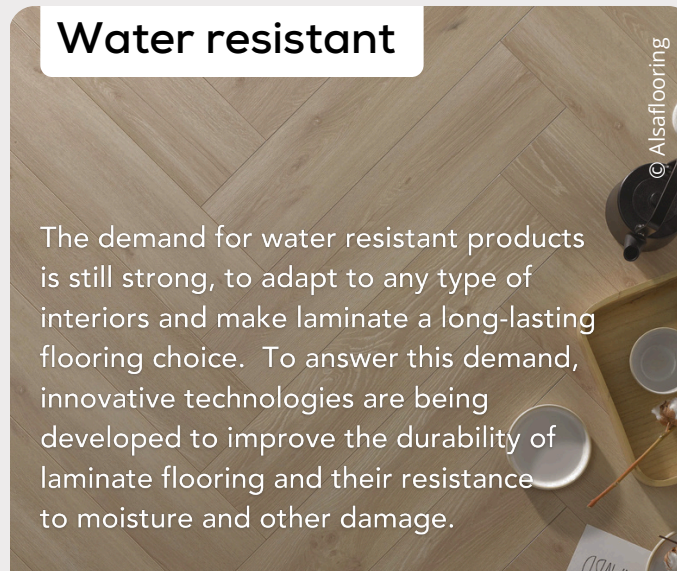 Water resistant
© Alsaflooring
The demand for water resistant products
is still strong, to adapt to any type of
interiors and make laminate a long-lasting
flooring choice.  To answer this demand,
innovative technologies are being
developed to improve the durability of
laminate flooring and their resistance
to moisture and other damage.